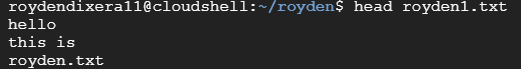 roydendixera11@cloudshell:~/royden$ head royden1.txt
hello
this is
royden.txt